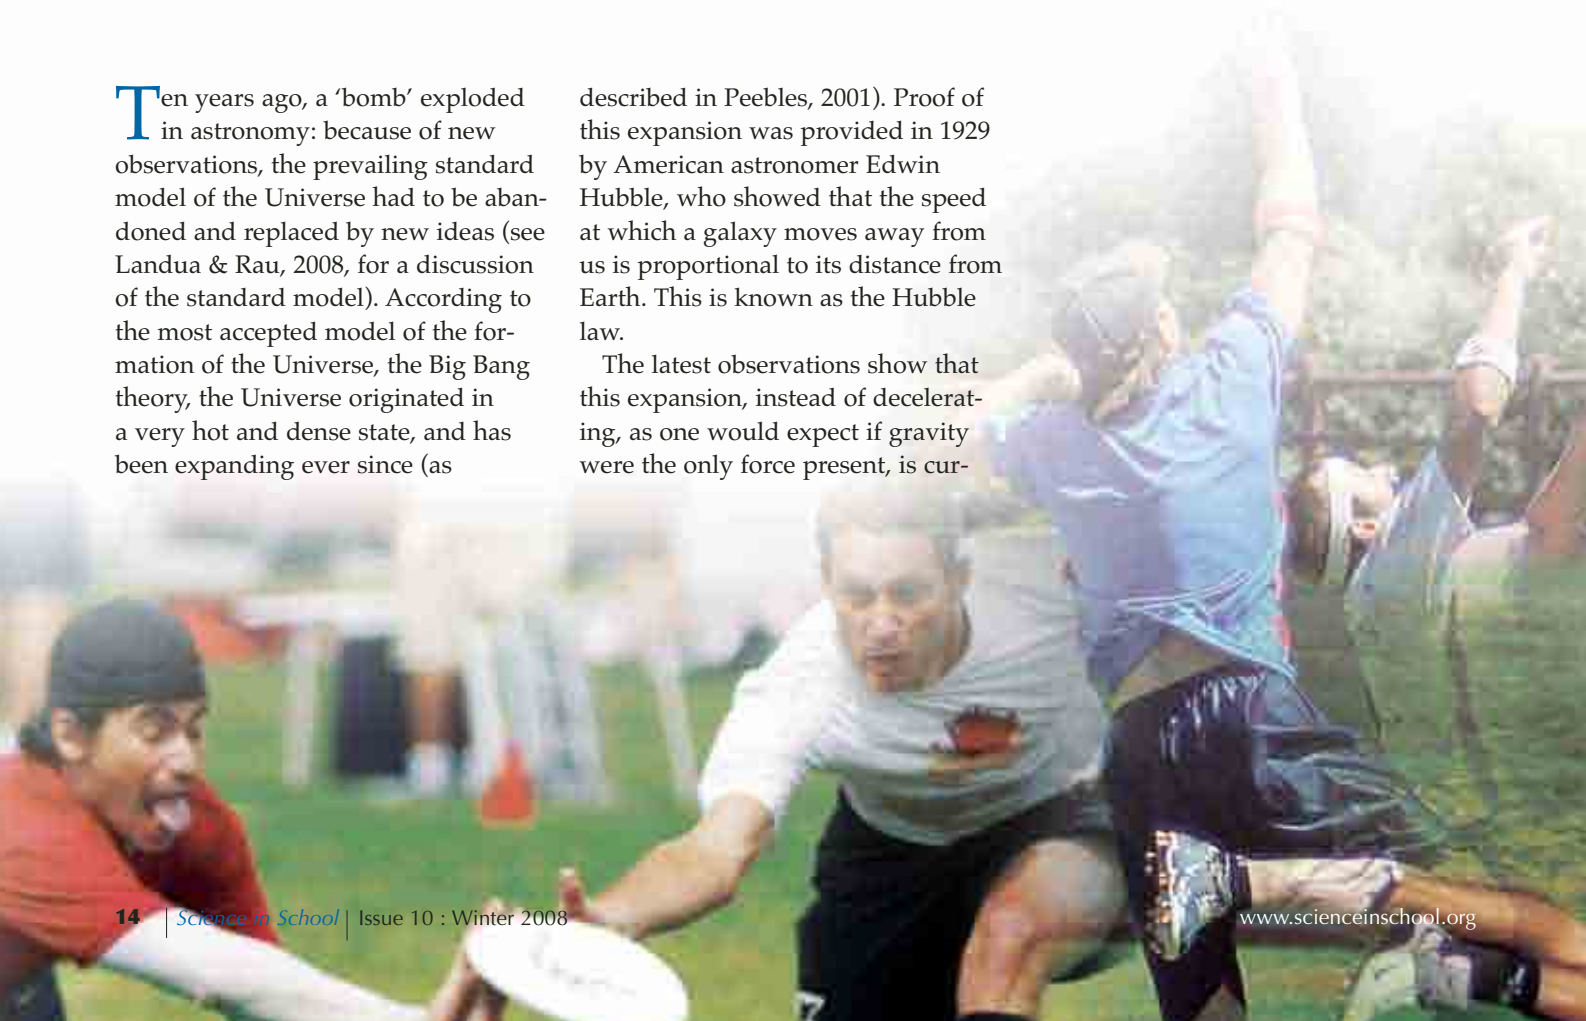 Ten years ago, a ‘bomb’ exploded
in astronomy: because of new
observations, the prevailing standard
model of the Universe had to be aban-
doned and replaced by new ideas (see
Landua & Rau, 2008, for a discussion
of the standard model). According to
the most accepted model of the for-
mation of the Universe, the Big Bang
theory, the Universe originated in
a very hot and dense state, and has
been expanding ever since (as
described in Peebles, 2001). Proof of
this expansion was provided in 1929
by American astronomer Edwin
Hubble, who showed that the speed
at which a galaxy moves away from
us is proportional to its distance from
Earth. This is known as the Hubble
law.
The latest observations show that
this expansion, instead of decelerat-
ing, as one would expect if gravity
were the only force present, is cur-
14 Science in School Issue 10 : Winter 2008
www.scienceinschool.org